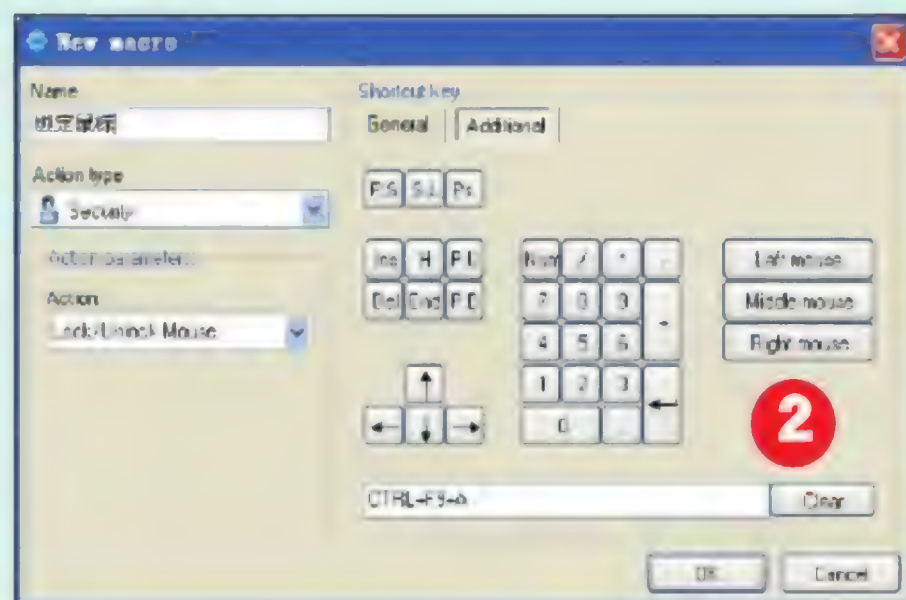 New macro
Name
锁定鼠标
Action type
Security
Action parameters
Action
Lock/Unlock Mouse
Shortcut key
General Additional
P.S S.L Ps
Ins H P.U
Del End P.D
Num / * -
7 8 9 +
4 5 6
1 2 3
0 .
Left mouse
Middle mouse
Right mouse
2
Clear
OK Cancel